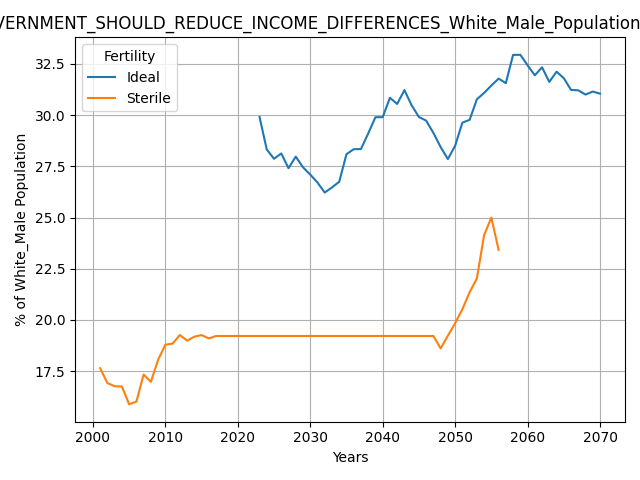 VERNMENT_SHOULD_REDUCE_INCOME_DIFFERENCES_White_Male_Population
Fertility
Ideal
Sterile
% of White_Male Population
32.5
30.0
27.5
25.0
22.5
20.0
17.5
2000 2010 2020 2030 2040 2050 2060 2070
Years